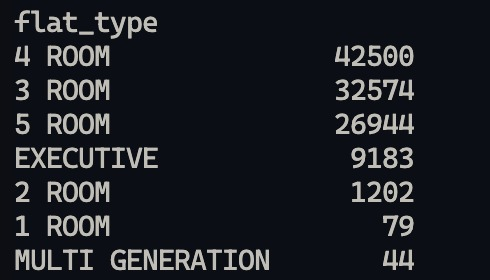 flat_type
4 ROOM              42500
3 ROOM              32574
5 ROOM              26944
EXECUTIVE            9183
2 ROOM               1202
1 ROOM                 79
MULTI GENERATION       44